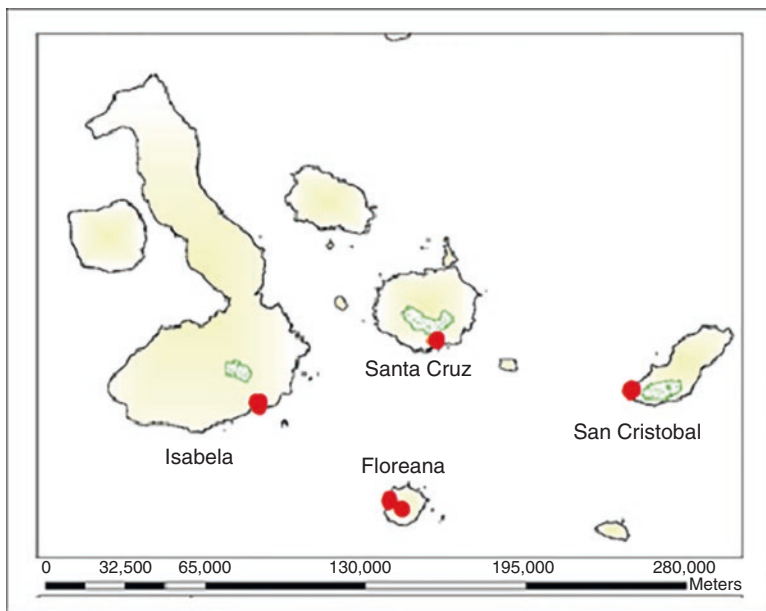 Santa Cruz
San Cristobal
Isabela
Floreana
0 32,500 65,000 130,000 195,000 280,000
Meters